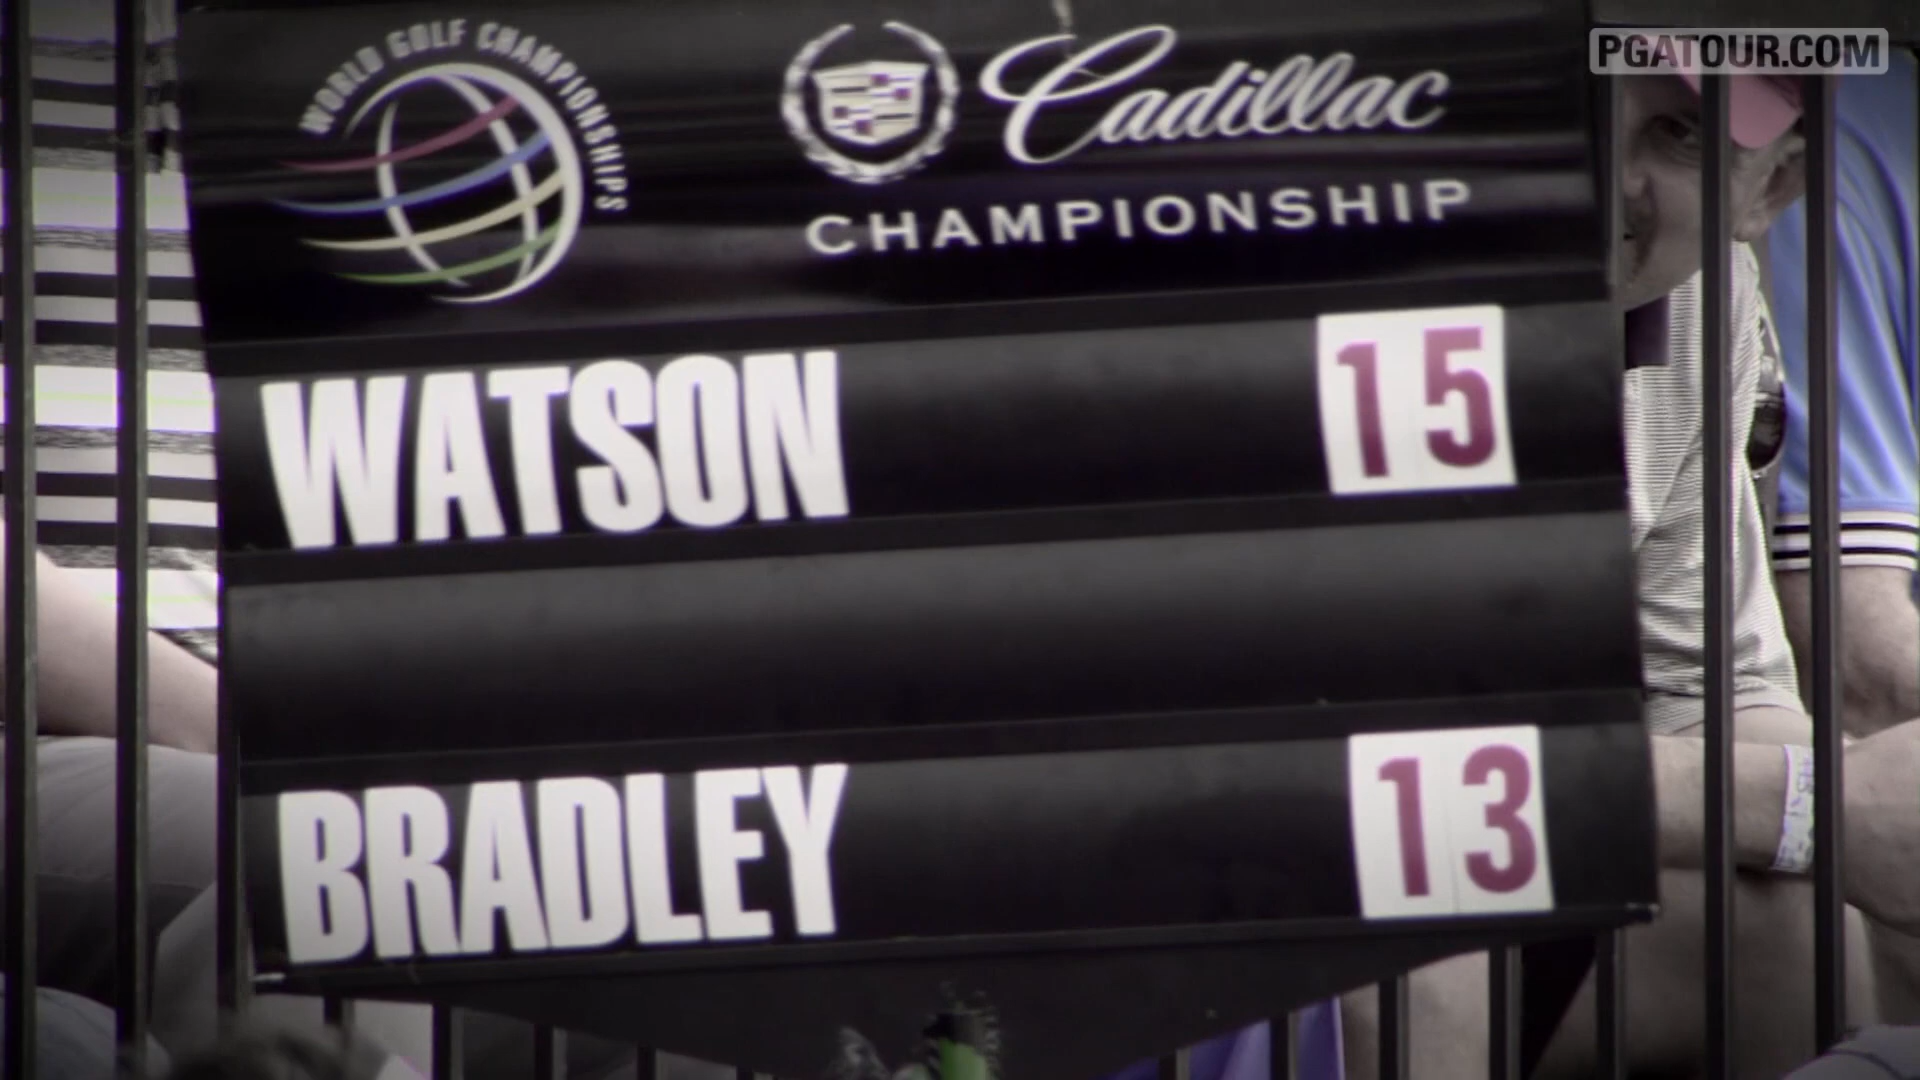 PGATOUR.COM
WORLD GOLF CHAMPIONSHIPS
Cadillac
CHAMPIONSHIP
WATSON 15
BRADLEY 13